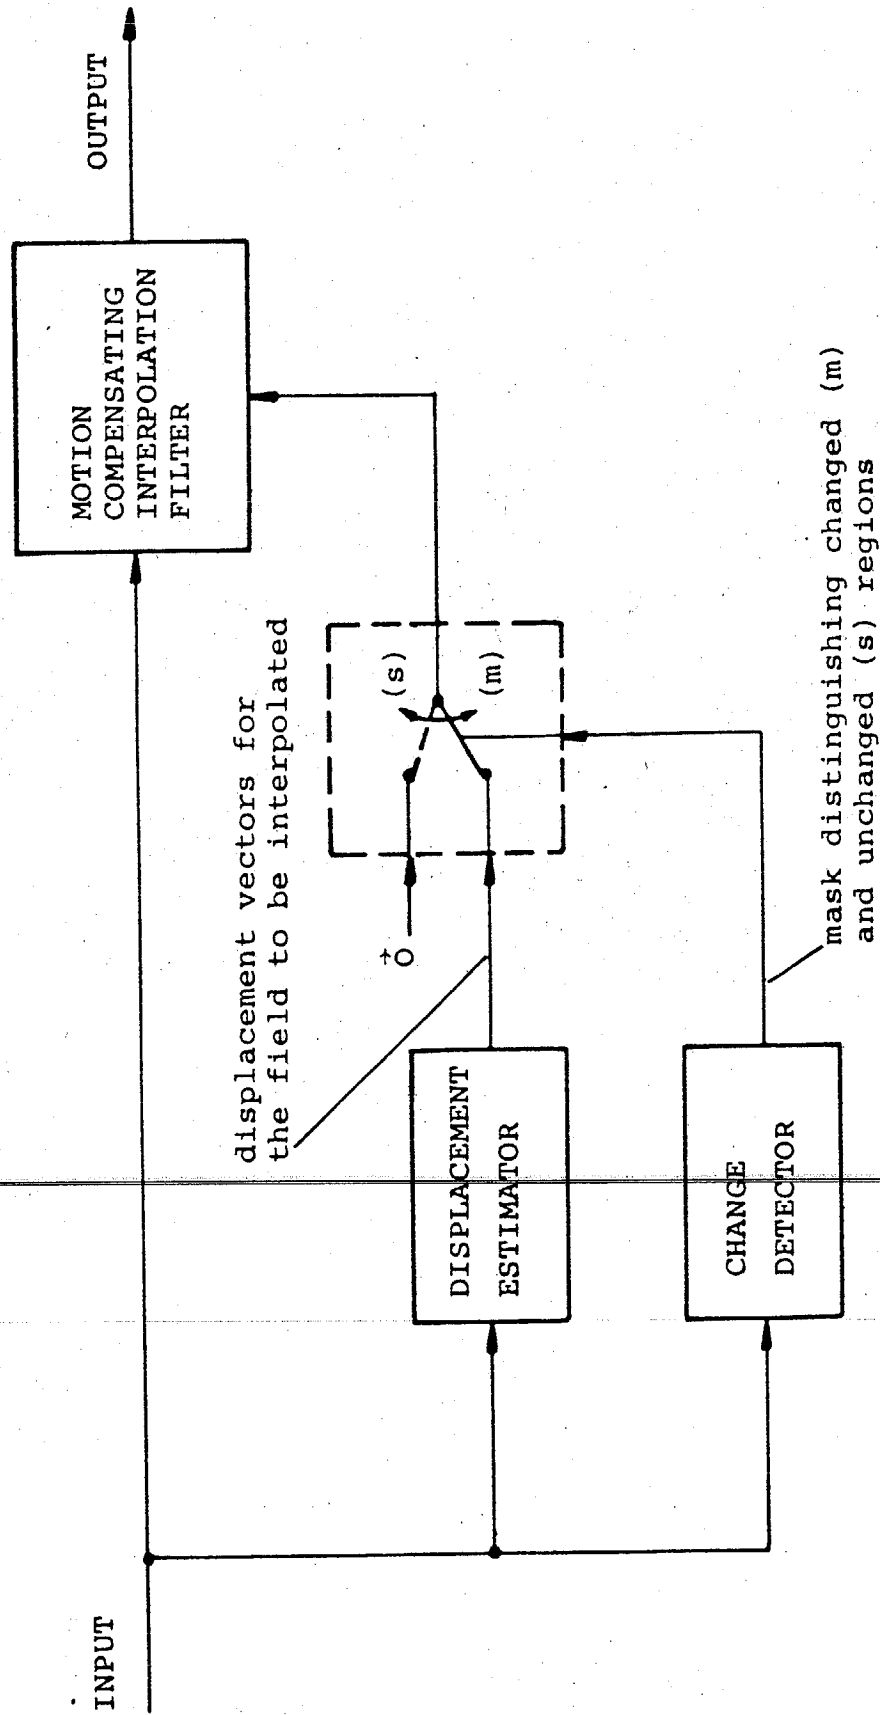 INPUT
OUTPUT
MOTION
COMPENSATING
INTERPOLATION
FILTER
displacement vectors for
the field to be interpolated
(s)
(m)
0⃗
DISPLACEMENT
ESTIMATOR
CHANGE
DETECTOR
mask distinguishing changed (m)
and unchanged (s) regions